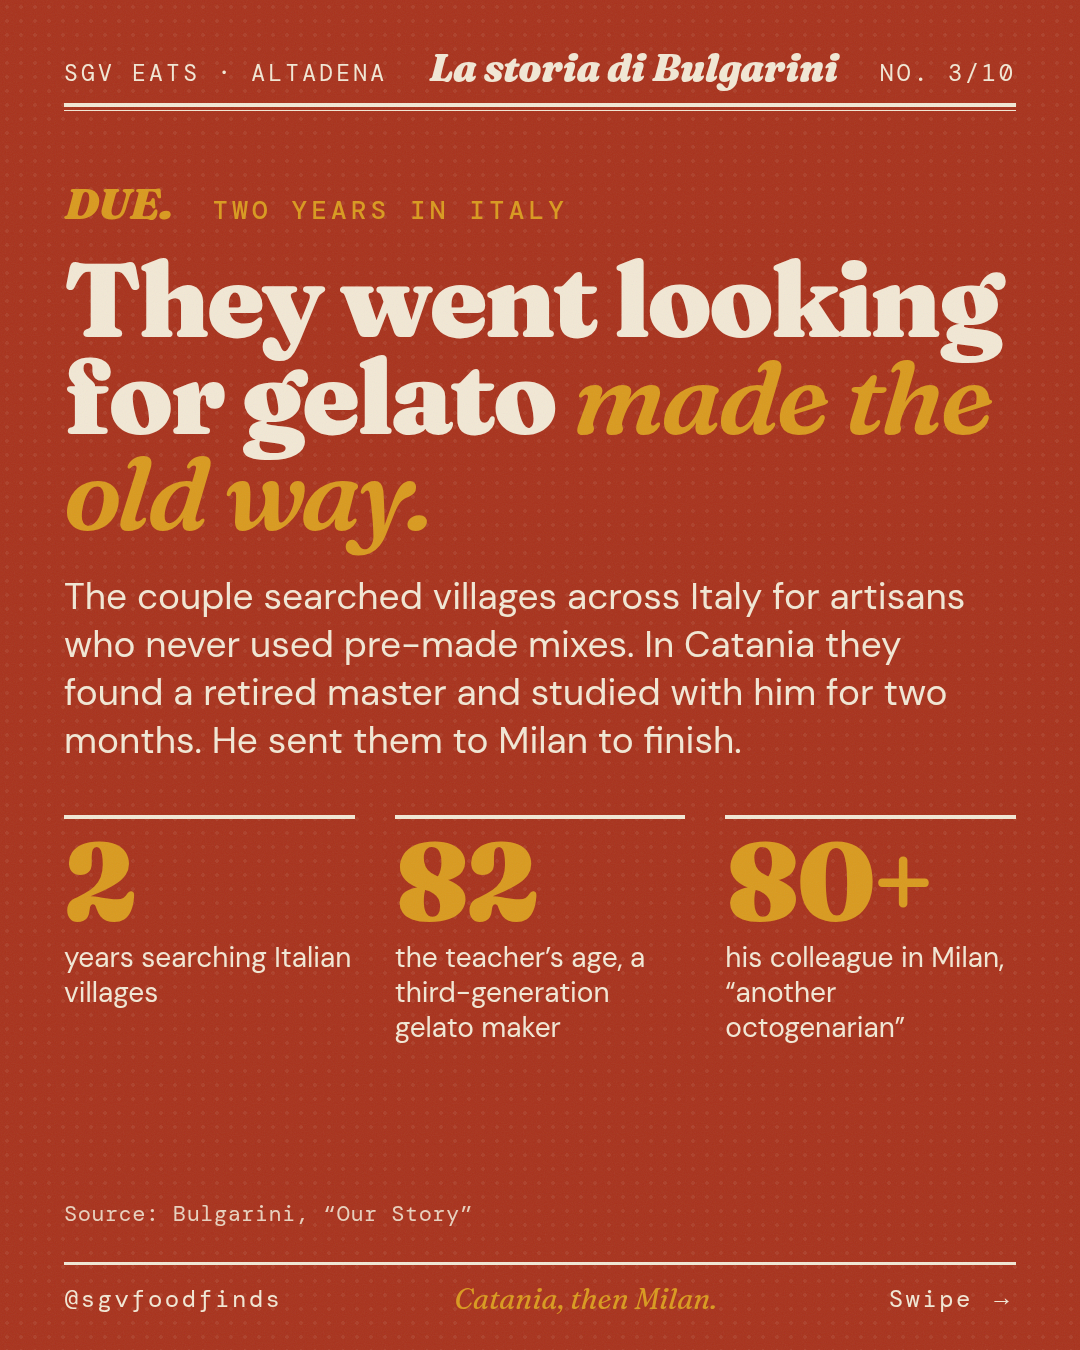 SGV EATS · ALTADENA
La storia di Bulgarini
NO. 3/10
DUE. TWO YEARS IN ITALY
They went looking
for gelato made the
old way.
The couple searched villages across Italy for artisans
who never used pre-made mixes. In Catania they
found a retired master and studied with him for two
months. He sent them to Milan to finish.
2
years searching Italian
villages
82
the teacher’s age, a
third-generation
gelato maker
80+
his colleague in Milan,
“another
octogenarian”
Source: Bulgarini, “Our Story”
@sgvfoodfinds
Catania, then Milan.
Swipe →